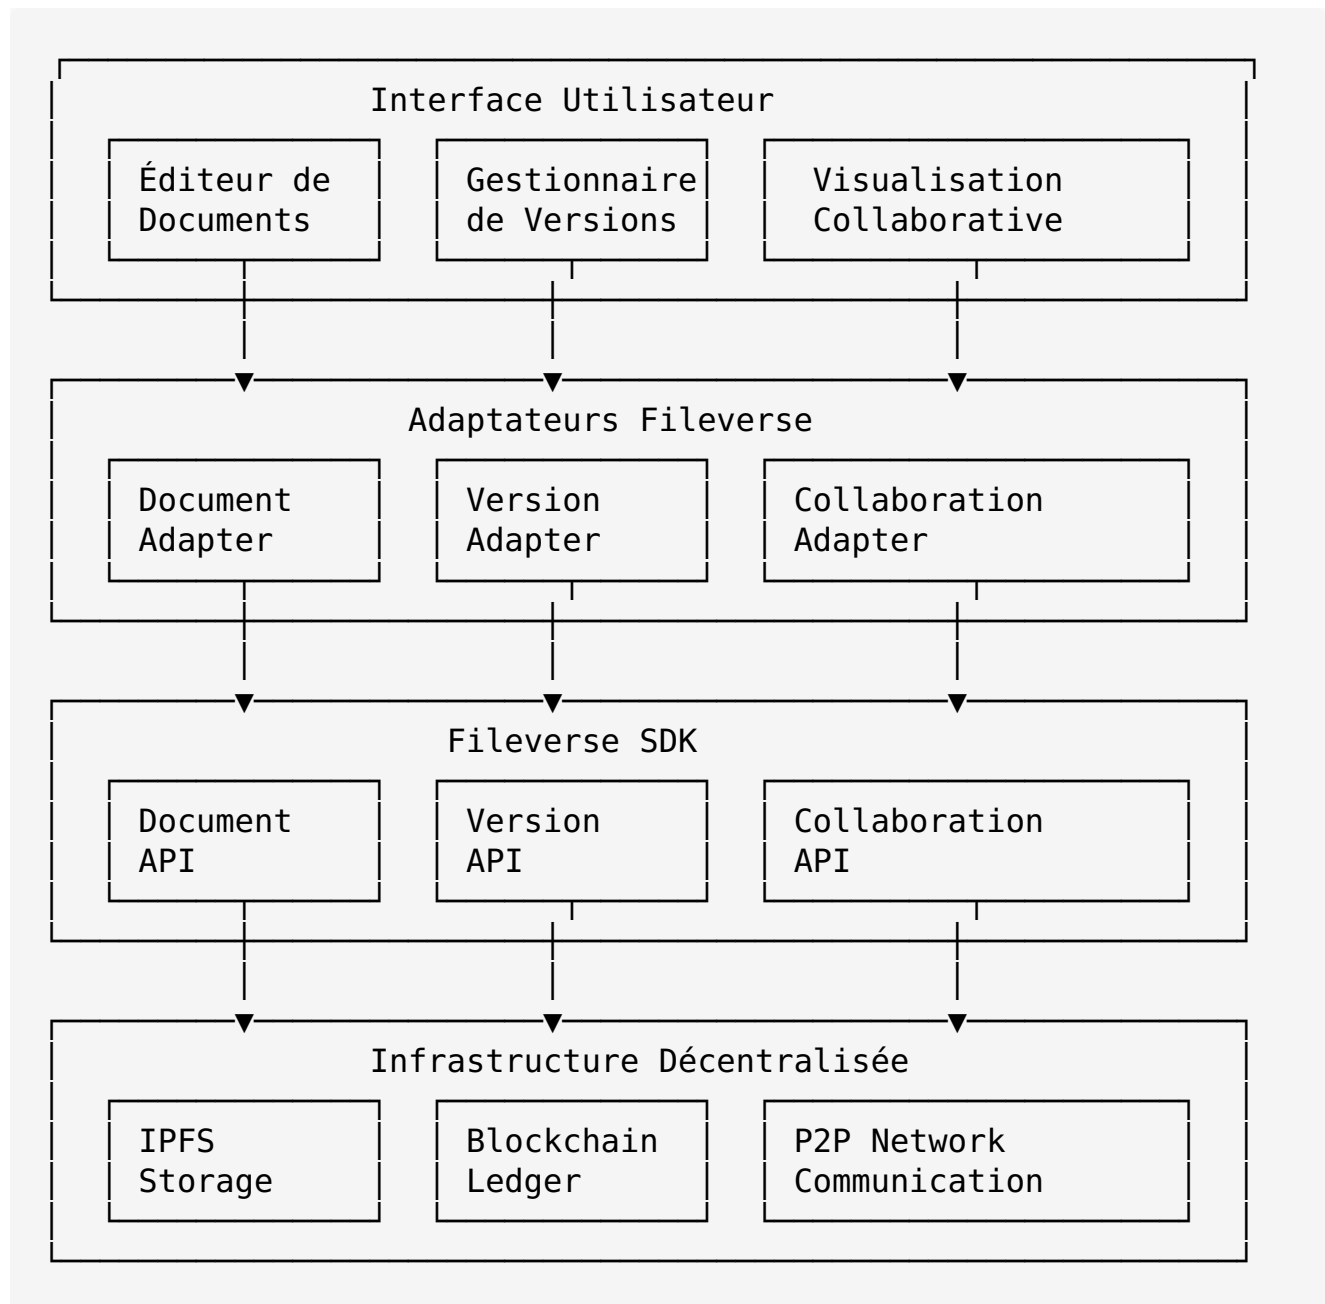 Interface Utilisateur
Éditeur de Gestionnaire Visualisation
Documents de Versions Collaborative
Adaptateurs Fileverse
Document Version Collaboration
Adapter Adapter Adapter
Fileverse SDK
Document Version Collaboration
API API API
Infrastructure Décentralisée
IPFS Blockchain P2P Network
Storage Ledger Communication